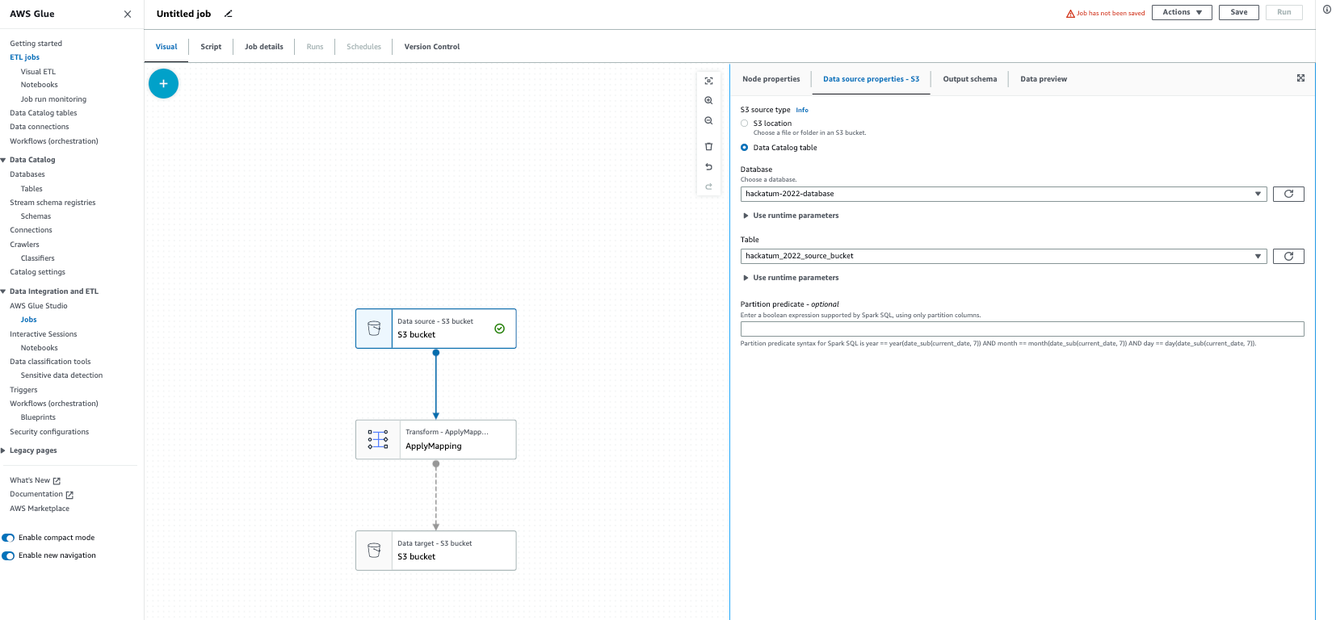 AWS Glue
Getting started
ETL jobs
Visual ETL
Notebooks
Job run monitoring
Data Catalog tables
Data connections
Workflows (orchestration)
Data Catalog
Databases
Tables
Stream schema registries
Schemas
Connections
Crawlers
Classifiers
Catalog settings
Data Integration and ETL
AWS Glue Studio
Jobs
Interactive Sessions
Notebooks
Data classification tools
Sensitive data detection
Triggers
Workflows (orchestration)
Blueprints
Security configurations
Legacy pages
What's New
Documentation
AWS Marketplace
Enable compact mode
Enable new navigation
Untitled job
Job has not been saved
Actions
Save
Run
Visual
Script
Job details
Runs
Schedules
Version Control
Data source - S3 bucket
S3 bucket
Transform - ApplyMapp...
ApplyMapping
Data target - S3 bucket
S3 bucket
Node properties
Data source properties - S3
Output schema
Data preview
S3 source type Info
S3 location
Choose a file or folder in an S3 bucket.
Data Catalog table
Database
Choose a database.
hackatum-2022-database
Use runtime parameters
Table
hackatum_2022_source_bucket
Use runtime parameters
Partition predicate - optional
Enter a boolean expression supported by Spark SQL, using only partition columns.
Partition predicate syntax for Spark SQL is year == year(date_sub(current_date, 7)) AND month == month(date_sub(current_date, 7)) AND day == day(date_sub(current_date, 7)).